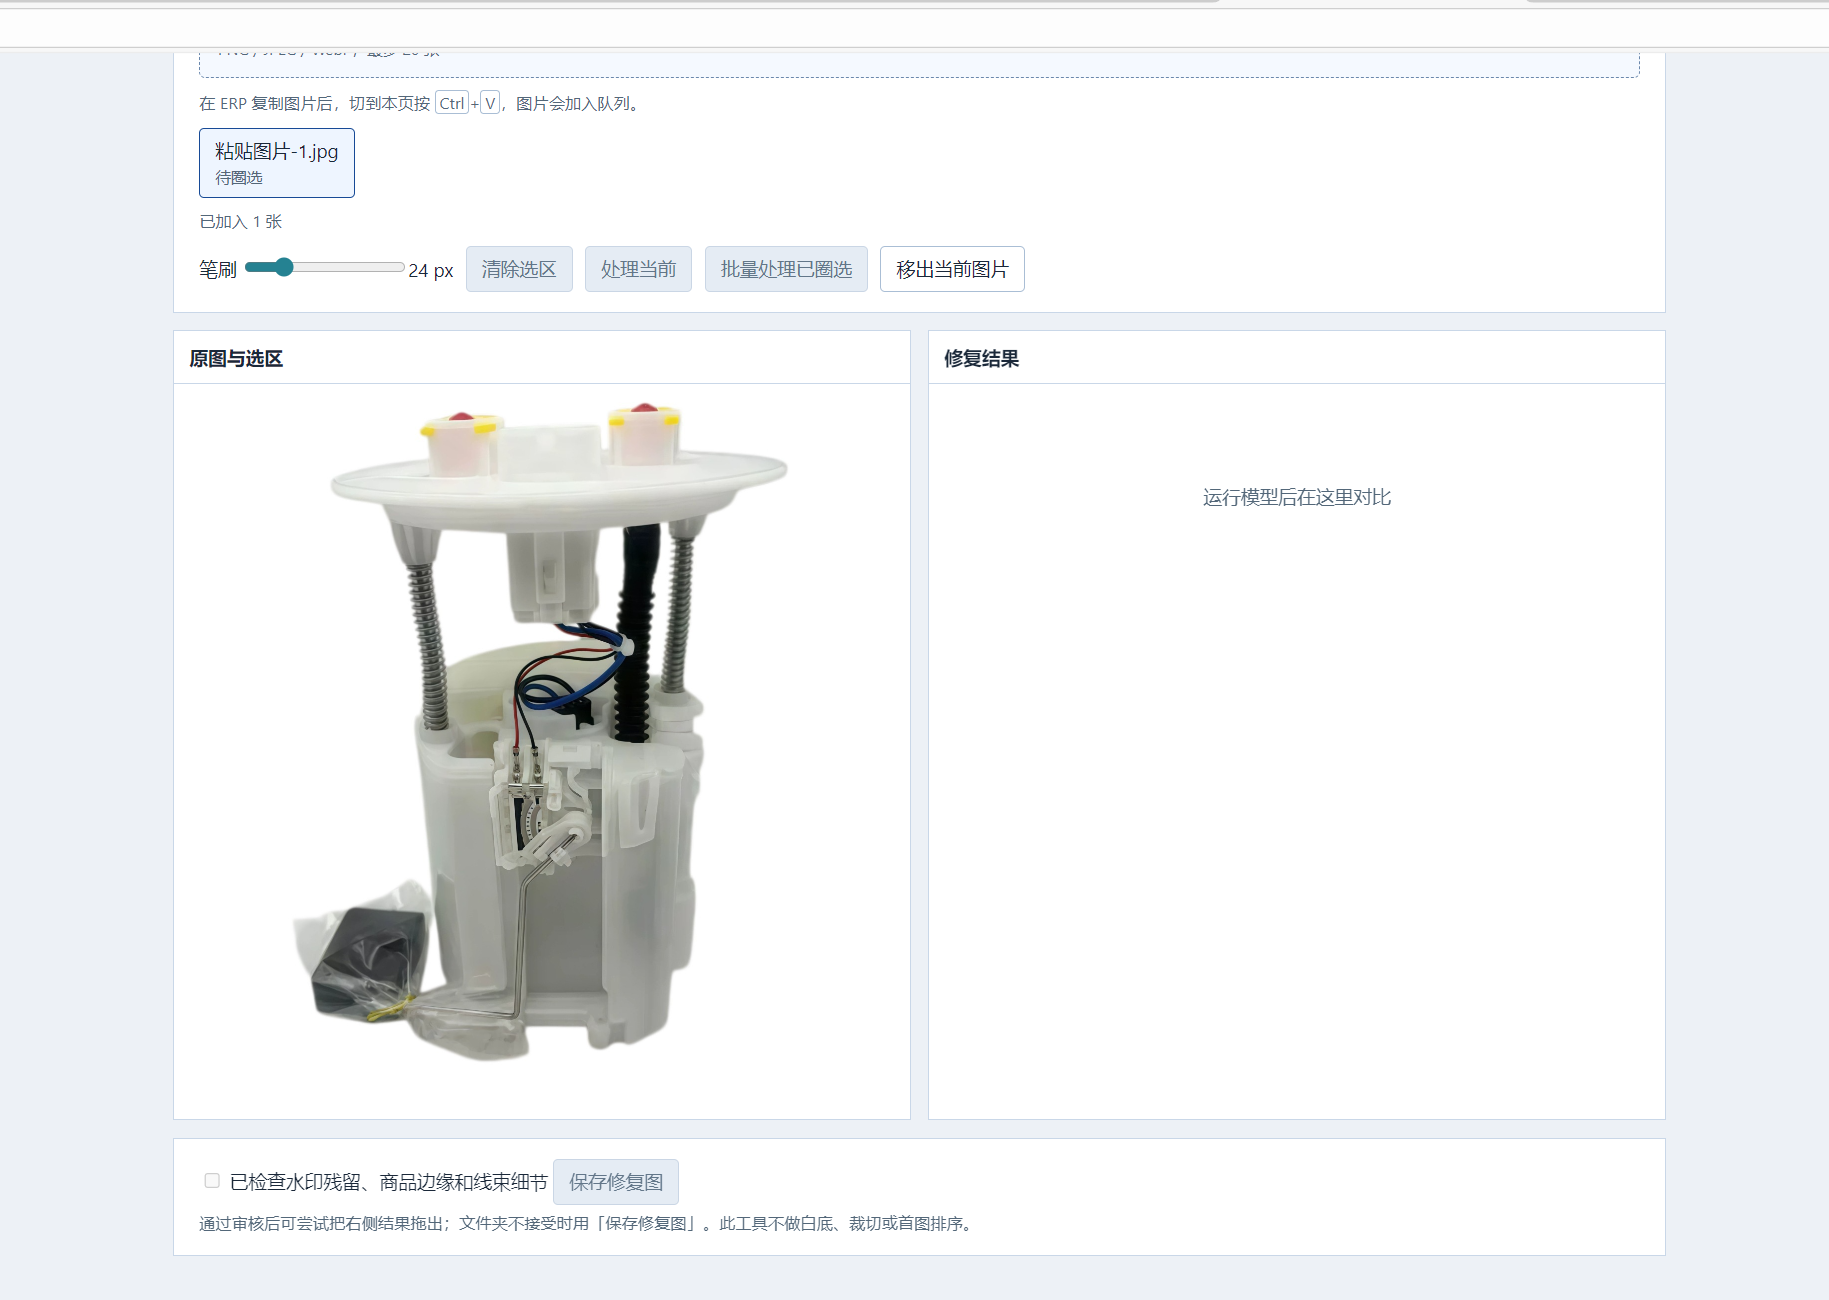 在 ERP 复制图片后，切到本页按 Ctrl+V，图片会加入队列。
粘贴图片-1.jpg
待圈选
已加入 1 张
笔刷 24 px 清除选区 处理当前 批量处理已圈选 移出当前图片
原图与选区
修复结果
运行模型后在这里对比
已检查水印残留、商品边缘和线束细节 保存修复图
通过审核后可尝试把右侧结果拖出；文件夹不接受时用「保存修复图」。此工具不做白底、裁切或首图排序。